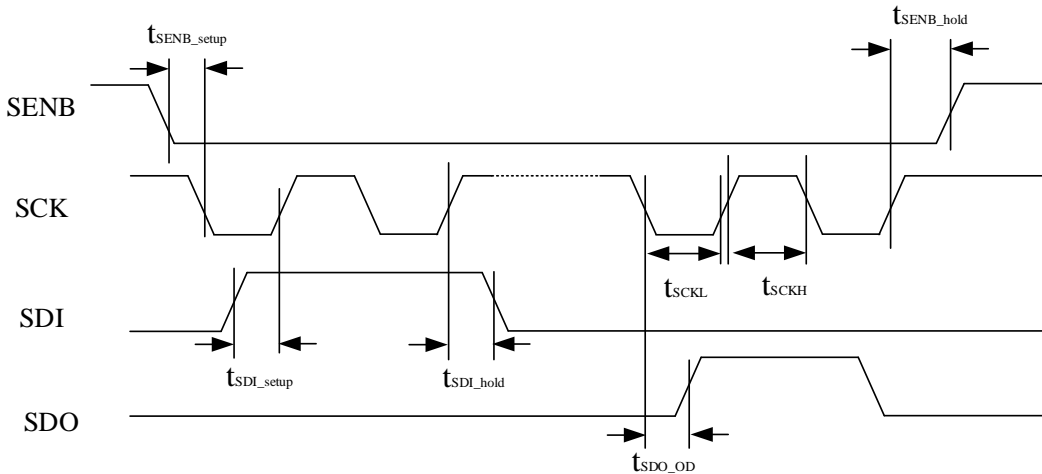 tSENB_setup
tSENB_hold
SENB
SCK
tSCKL
tSCKH
SDI
tSDI_setup
tSDI_hold
SDO
tSDO_OD